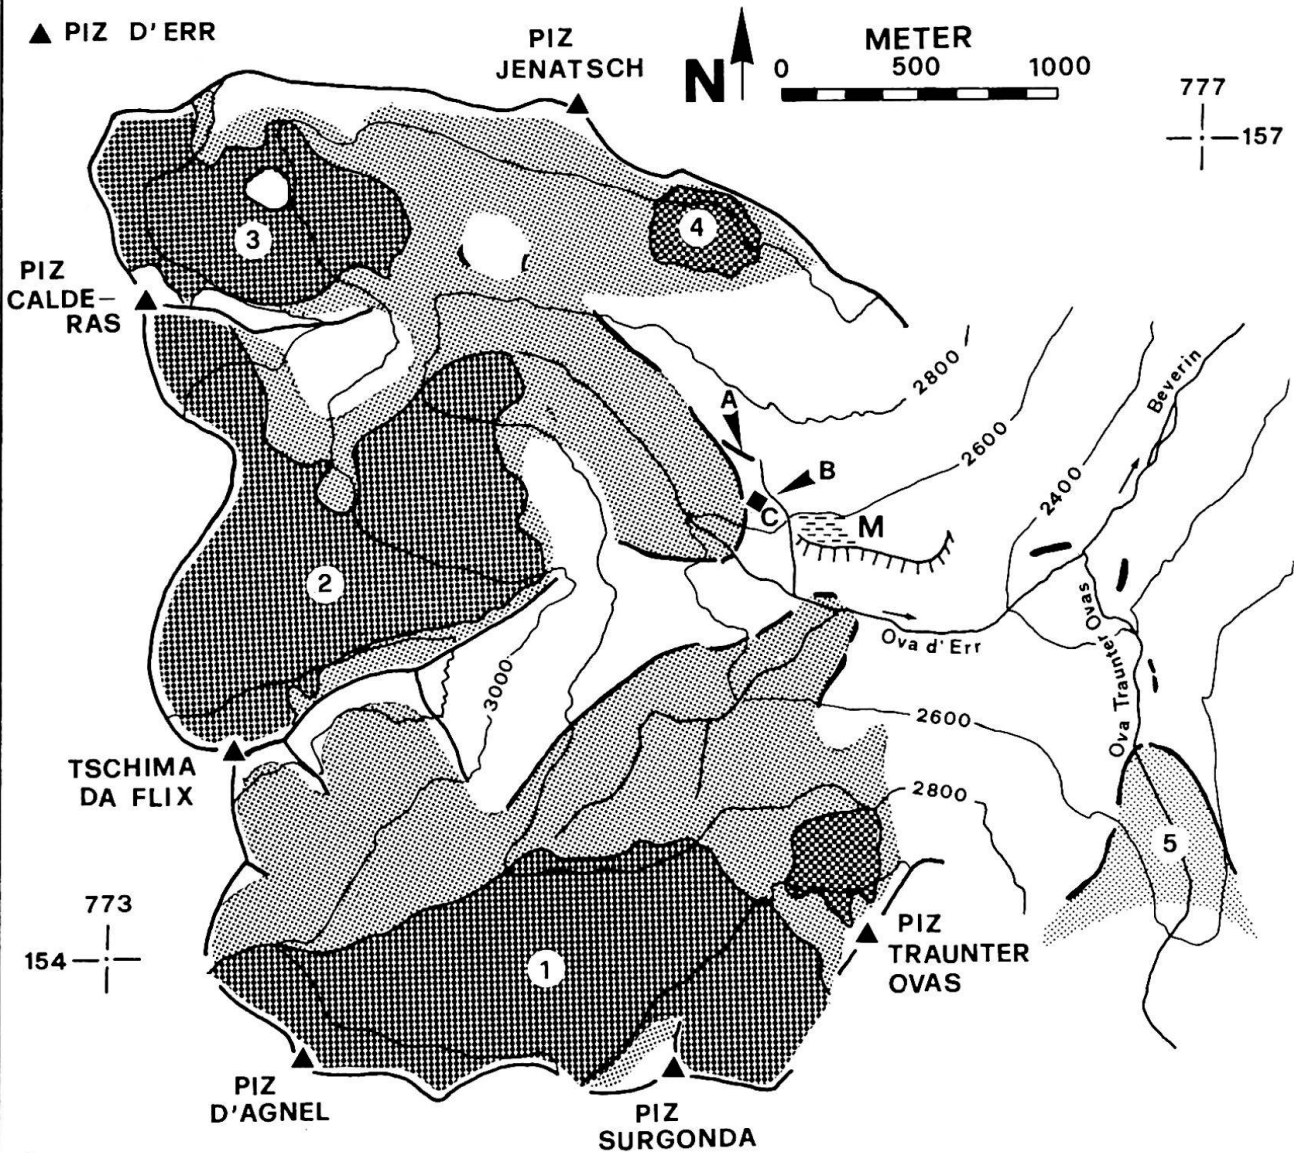 PIZ D'ERR
PIZ
JENATSCH
N
METER
0 500 1000
777
157
4
3
PIZ
CALDE-
RAS
2800
Beverin
A
2600
B
2400
C
M
2
Ova d'Err
Ova Traunter Ovas
3000
2600
TSCHIMA
DA FLIX
2800
5
773
154
1
PIZ
TRAUNTER
OVAS
PIZ
D'AGNEL
PIZ
SURGONDA